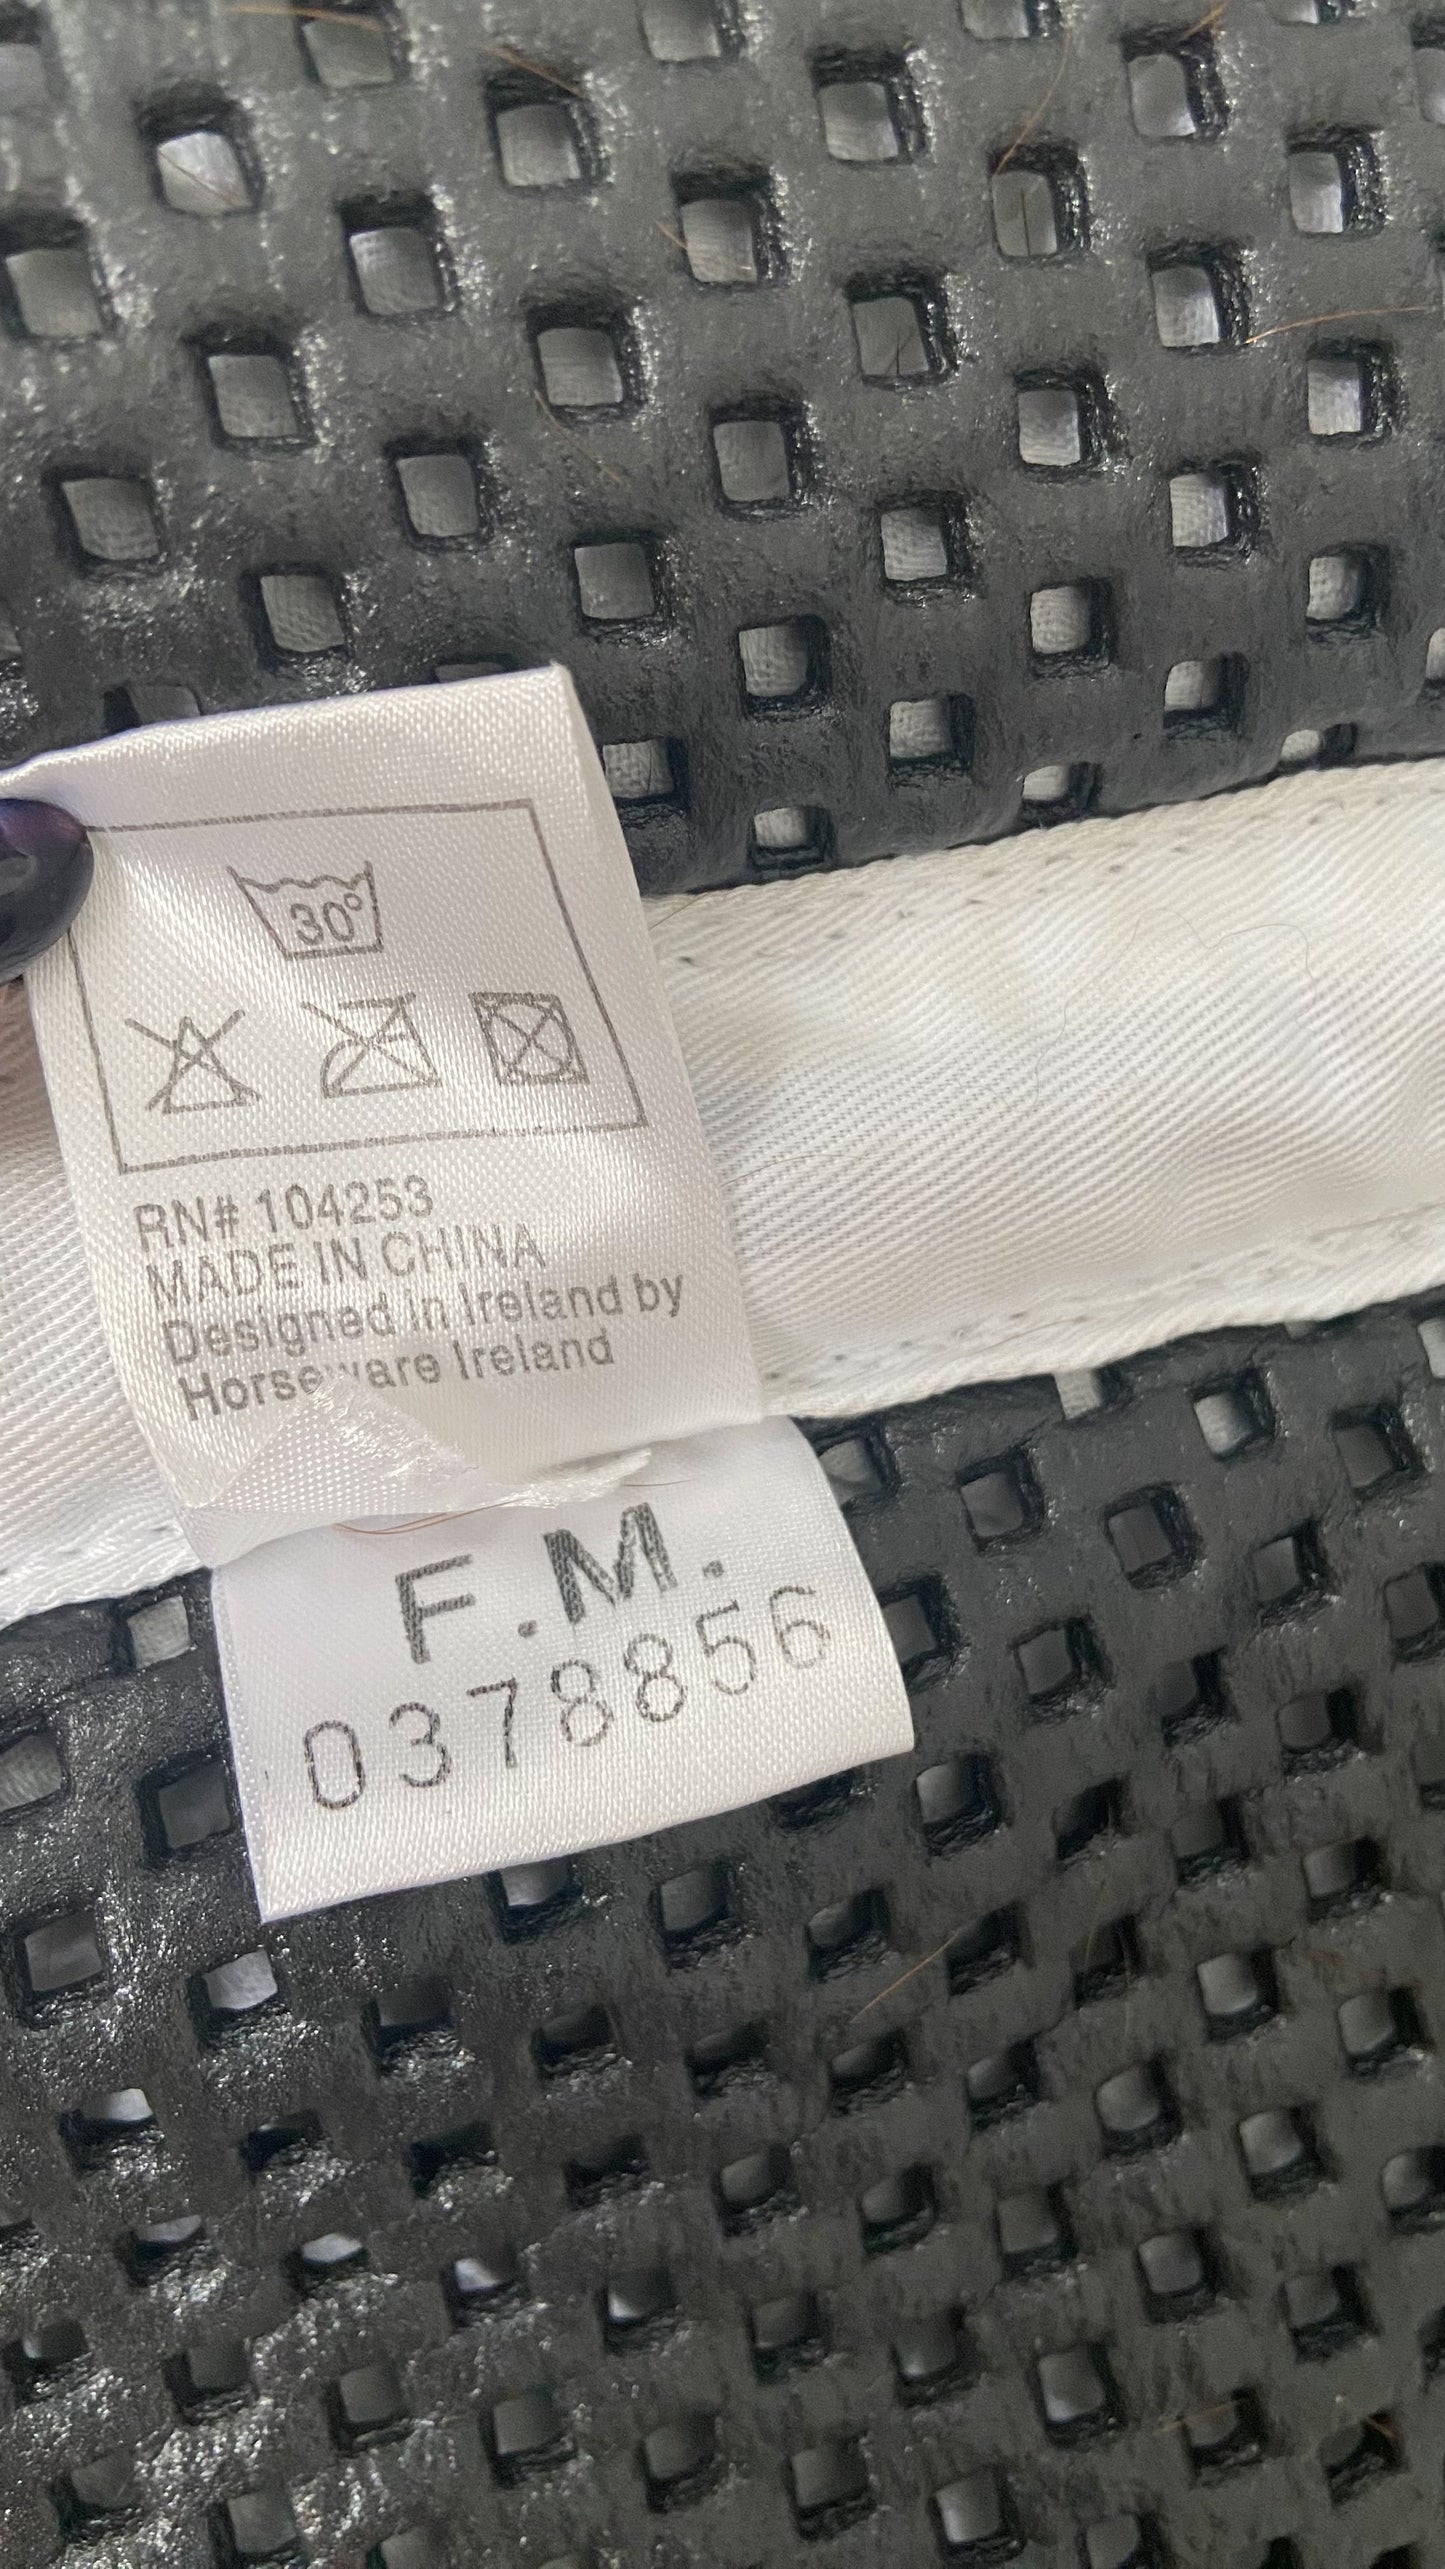 30°
RN# 104253
MADE IN CHINA
Designed in Ireland by
Horseware Ireland
F.M.
0378856